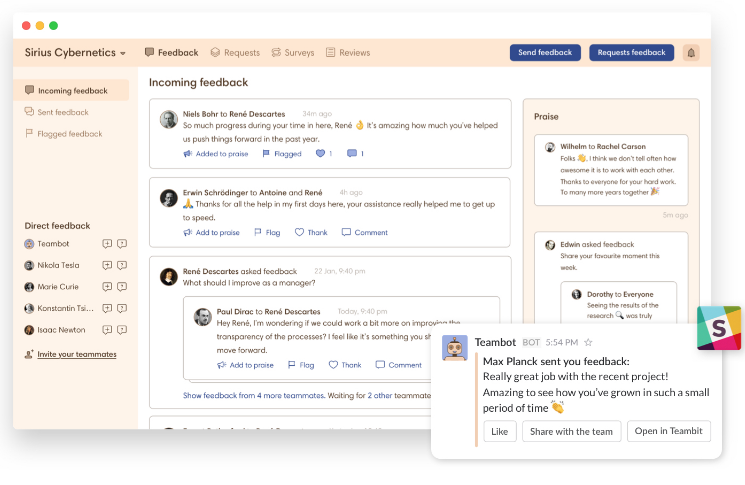 Sirius Cybernetics
Feedback
Requests
Surveys
Reviews
Send feedback
Requests feedback
Incoming feedback
Sent feedback
Flagged feedback
Direct feedback
Teambot
Nikola Tesla
Marie Curie
Konstantin Tsi...
Isaac Newton
Invite your teammates
Incoming feedback
Niels Bohr to René Descartes 34m ago
So much progress during your time in here, René 👌 It's amazing how much you've helped
us push things forward in the past year.
Added to praise Flagged 1 1
Erwin Schrödinger to Antoine and René 4h ago
🙏 Thanks for all the help in my first days here, your assistance really helped me to get up
to speed.
Add to praise Flag Thank Comment
René Descartes asked feedback 22 Jan, 9:40 pm
What should I improve as a manager?
Paul Dirac to René Descartes Today, 9:40 pm
Hey René, I'm wondering if we could work a bit more on improving the
transparency of the processes? I feel like it's something you
move forward.
Add to praise Flag Thank Comment
Show feedback from 4 more teammates. Waiting for 2 other teammate
Praise
Wilhelm to Rachel Carson
Folks 👋, I think we don't tell often how
awesome it is to work with each other.
Thanks to everyone for your hard work.
To many more years together 🎉
5m ago
Edwin asked feedback
Share your favourite moment this
week.
Dorothy to Everyone
Seeing the results of the
research 🔍 was truly
S
Teambot BOT 5:54 PM ☆
Max Planck sent you feedback:
Really great job with the recent project!
Amazing to see how you've grown in such a small
period of time 👏
Like
Share with the team
Open in Teambit